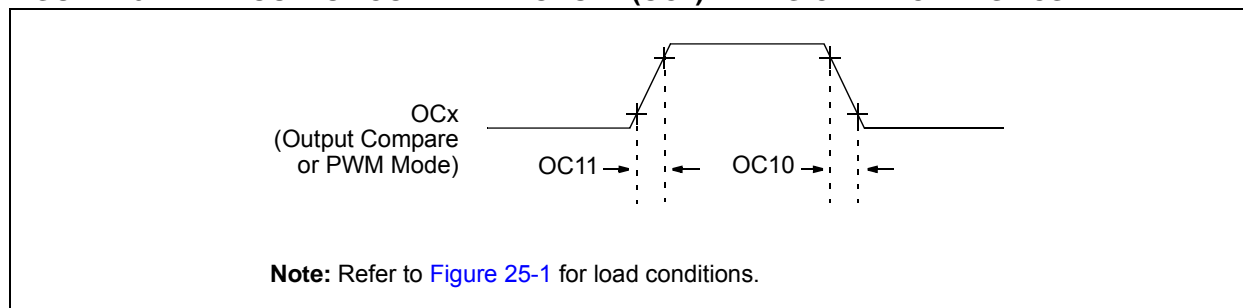 OCx
(Output Compare
or PWM Mode)
OC11
OC10
Note: Refer to Figure 25-1 for load conditions.